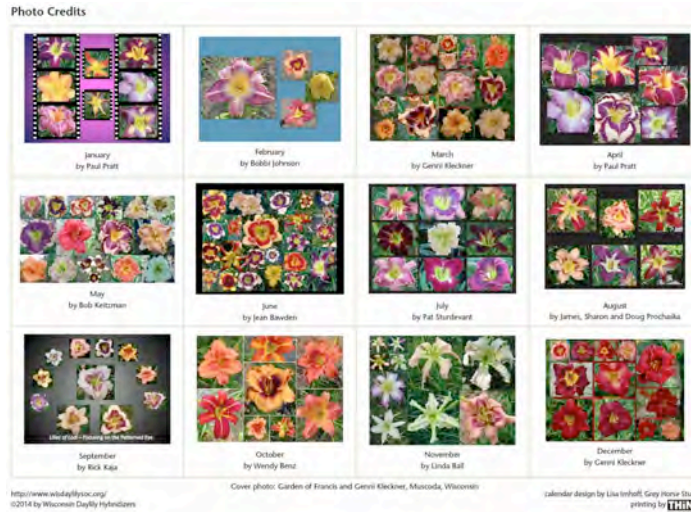 Photo Credits
January
by Paul Pratt
February
by Bobbi Johnson
March
by Genni Kleckner
April
by Paul Pratt
May
by Bob Keitzman
June
by Jean Bawden
July
by Pat Sturdevant
August
by James, Sharon and Doug Prochaska
Lilies of Lust – Focusing on the Patterned Eye
September
by Rick Kaja
October
by Wendy Benz
November
by Linda Ball
December
by Genni Kleckner
http://www.wisdaylilysoc.org/
©2014 by Wisconsin Daylily Hybridizers
Cover photo: Garden of Francis and Genni Kleckner, Muscoda, Wisconsin
calendar design by Lisa Imhoff, Grey Horse Stu
printing by THiN